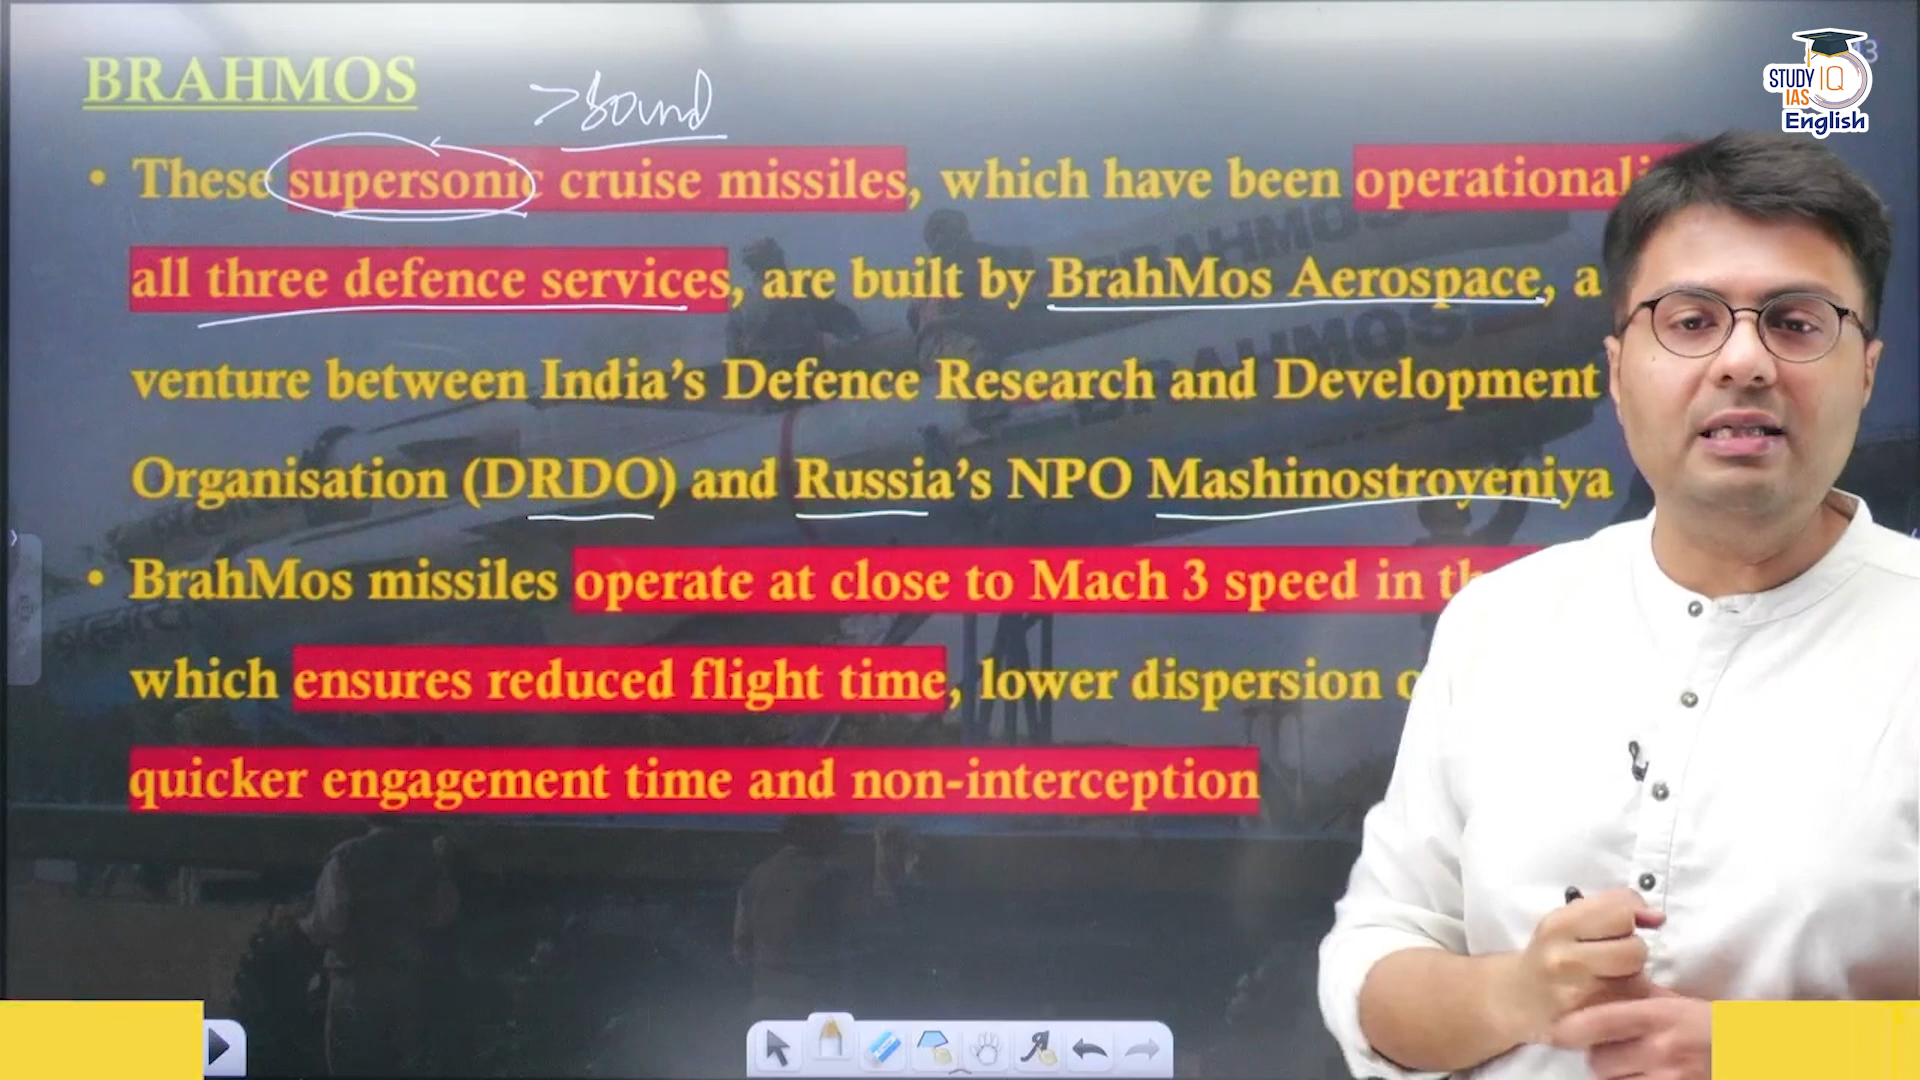 BRAHMOS
>sound
• These supersonic cruise missiles, which have been
all three defence services, are built by BrahMos Aerospace, a
venture between India's Defence Research and Development
Organisation (DRDO) and Russia's NPO Mashinostroyeniya
• BrahMos missiles operate at close to Mach 3 speed in
which ensures reduced flight time, lower dispersion
quicker engagement time and non-interception
STUDY IQ
IAS
English
BRAHMOS
BRAHMOS